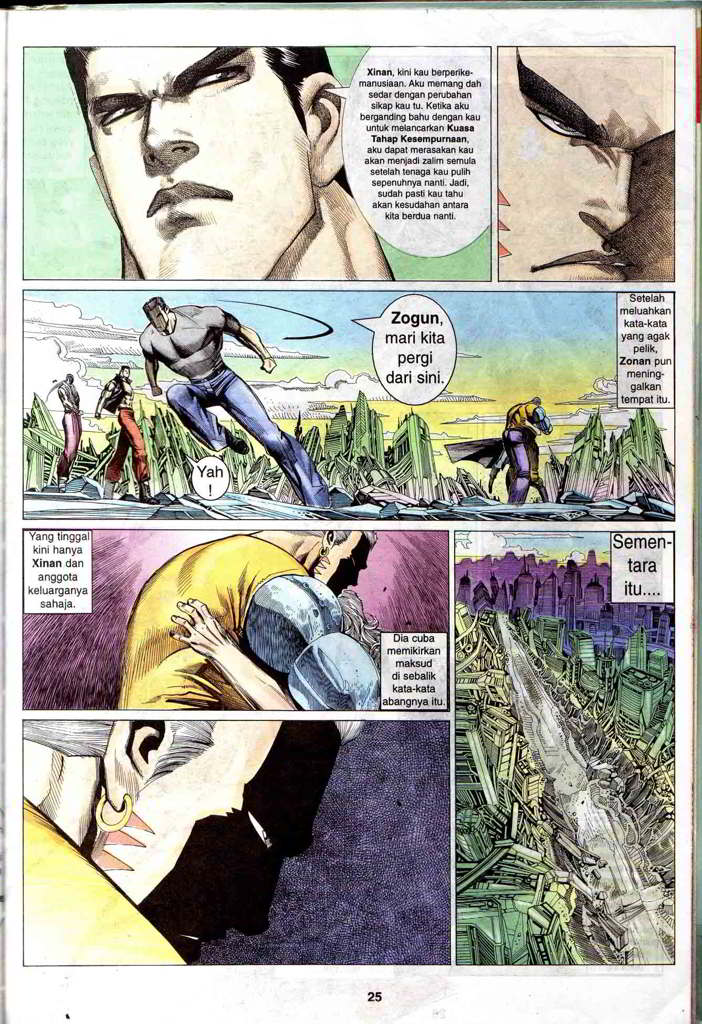 Xinan, kini kau berperike-
manusiaan. Aku memang dah
sedar dengan perubahan
sikap kau tu. Ketika aku
berganding bahu dengan kau
untuk melancarkan Kuasa
Tahap Kesempurnaan,
aku dapat merasakan kau
akan menjadi zalim semula
setelah tenaga kau pulih
sepenuhnya nanti. Jadi,
sudah pasti kau tahu
akan kesudahan antara
kita berdua nanti.
Zogun,
mari kita
pergi
dari sini.
Yah
!
Setelah
meluahkan
kata-kata
yang agak
pelik,
Zonan pun
mening-
galkan
tempat itu.
Yang tinggal
kini hanya
Xinan dan
anggota
keluarganya
sahaja.
Dia cuba
memikirkan
maksud
di sebalik
kata-kata
abangnya itu.
Semen-
tara
itu....
25